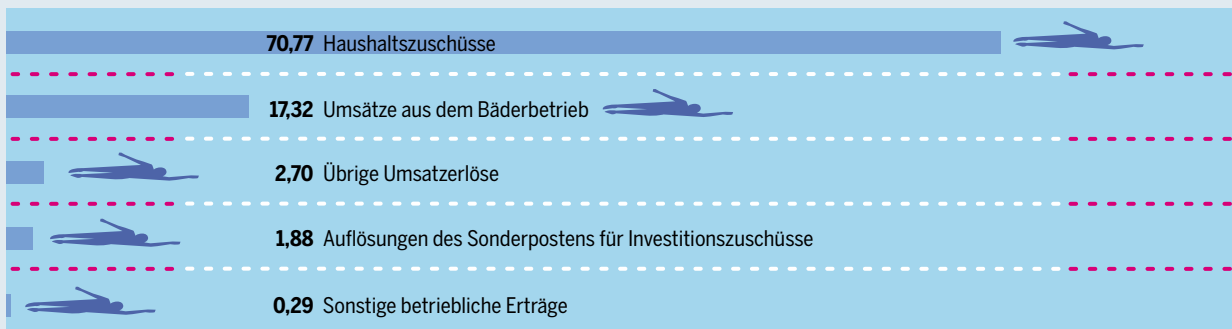 70,77 Haushaltszuschüsse
17,32 Umsätze aus dem Bäderbetrieb
2,70 Übrige Umsatzerlöse
1,88 Auflösungen des Sonderpostens für Investitionszuschüsse
0,29 Sonstige betriebliche Erträge